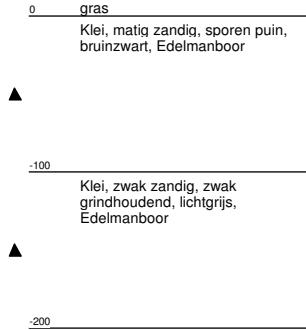 0 gras
Klei, matig zandig, sporen puin,
bruinzwart, Edelmanboor
-100
Klei, zwak zandig, zwak
grindhoudend, lichtgrijs,
Edelmanboor
-200